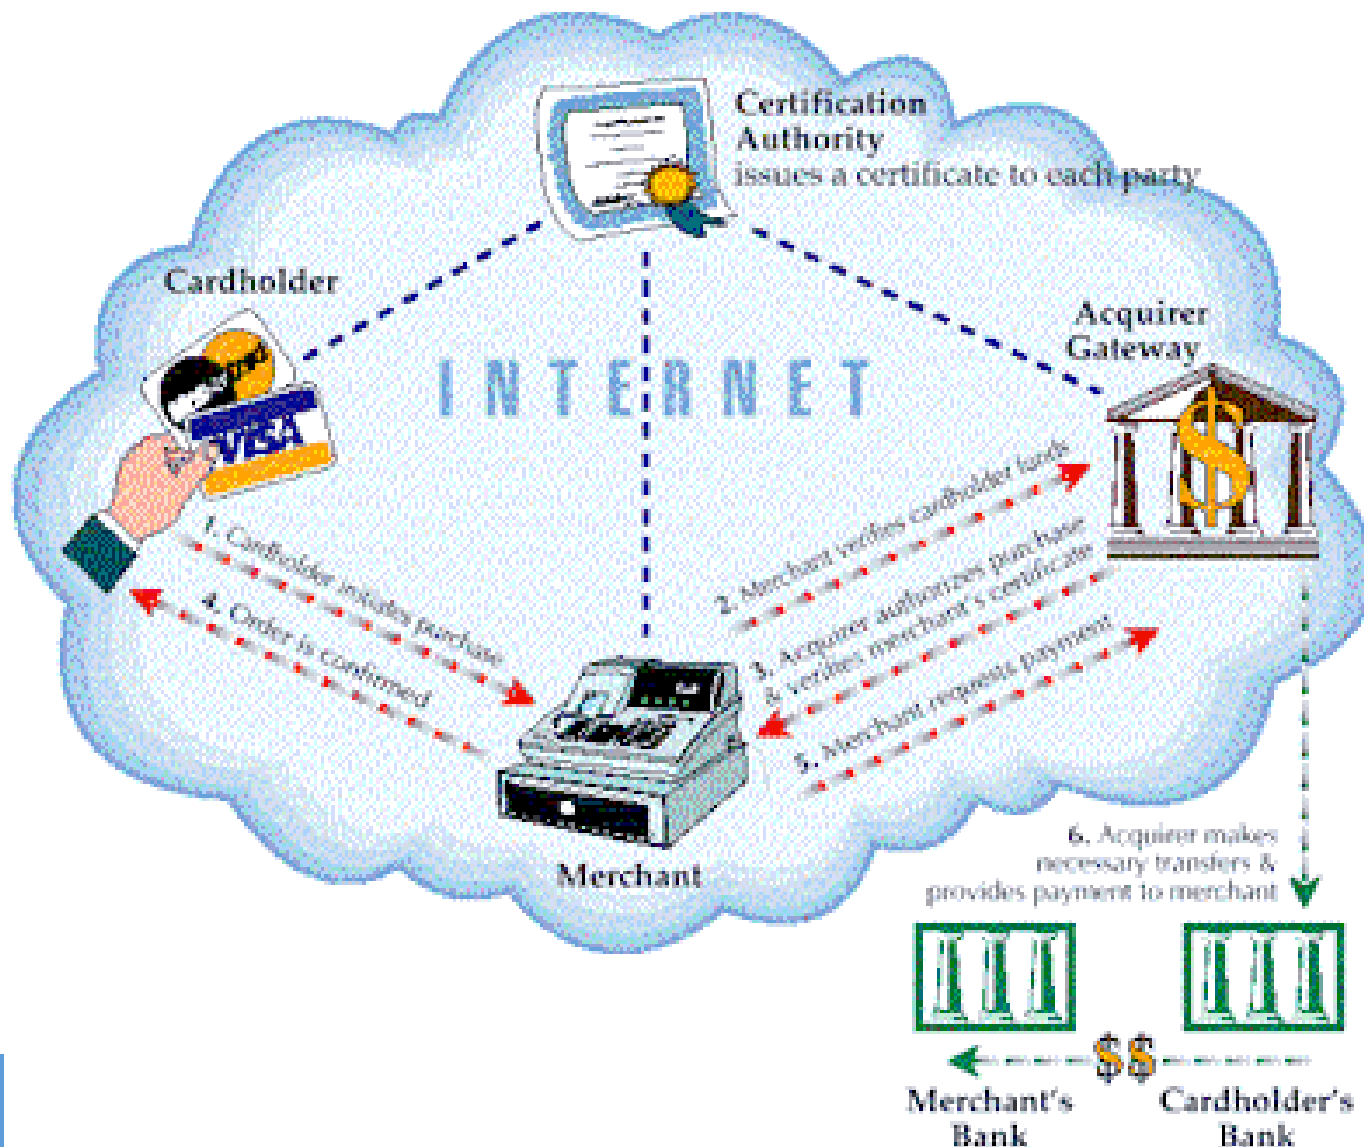 Certification
Authority
issues a certificate to each party
Cardholder
Acquirer
Gateway
INTERNET
VISA
1. Cardholder initiates purchase
4. Order is confirmed
2. Merchant verifies cardholder funds
3. Acquirer authorizes purchase
& verifies merchant's certificate
5. Merchant requests payment
Merchant
6. Acquirer makes
necessary transfers &
provides payment to merchant
$$
Merchant's
Bank
Cardholder's
Bank